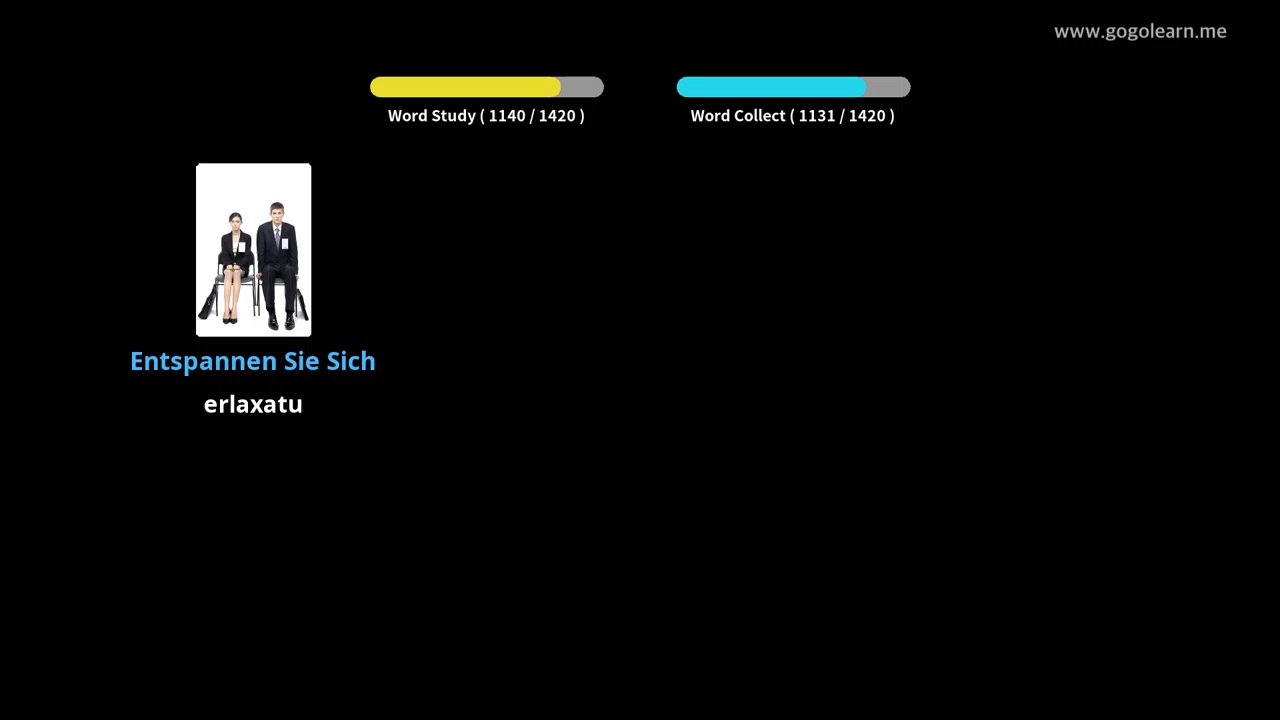 www.gogolearn.me
Word Study ( 1140 / 1420 )
Word Collect ( 1131 / 1420 )
Entspannen Sie Sich
erlaxatu